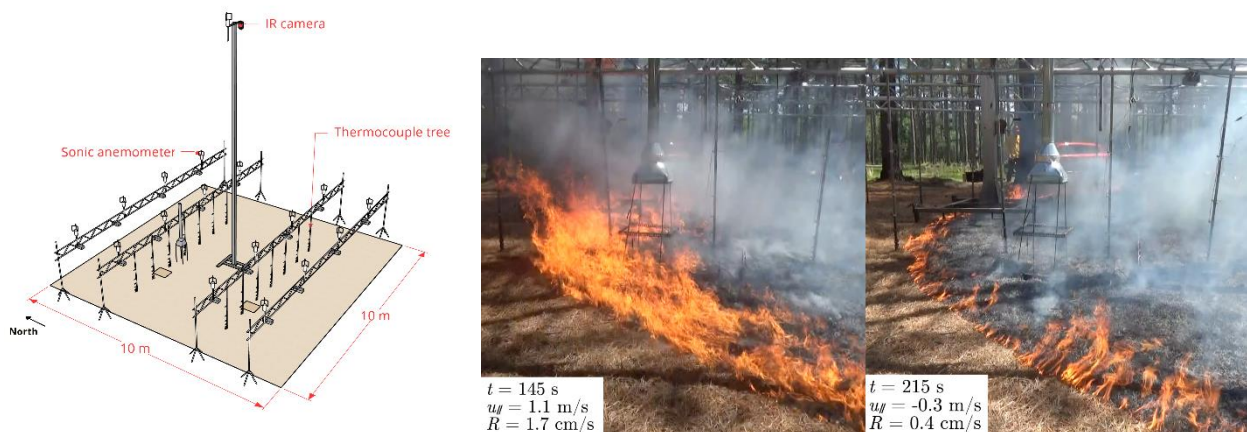 IR camera
Sonic anemometer
Thermocouple tree
North
10 m
10 m
t = 145 s
u∥ = 1.1 m/s
R = 1.7 cm/s
t = 215 s
u∥ = -0.3 m/s
R = 0.4 cm/s